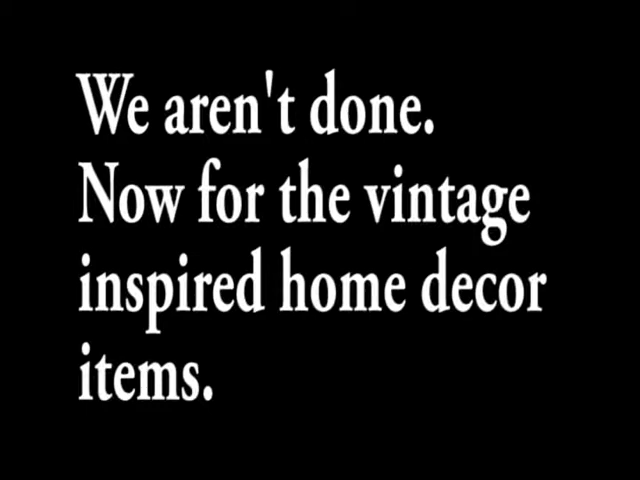 We aren't done.
Now for the vintage
inspired home decor
items.